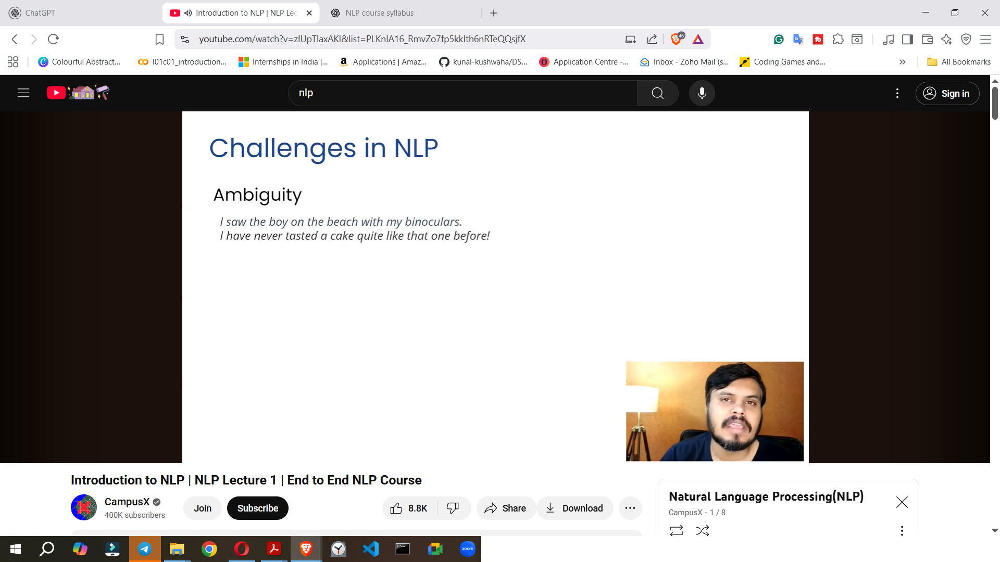 ChatGPT
Introduction to NLP | NLP Lec
NLP course syllabus
youtube.com/watch?v=zlUpTlaxAKI&list=PLKnIA16_RmvZo7fp5kkIth6nRTeQQsjfX
46
Colourful Abstract...
l01c01_introduction...
Internships in India |...
Applications | Amaz...
kunal-kushwaha/DS...
Application Centre -...
Inbox - Zoho Mail (s...
Coding Games and...
All Bookmarks
nlp
Sign in
Challenges in NLP
Ambiguity
I saw the boy on the beach with my binoculars.
I have never tasted a cake quite like that one before!
Introduction to NLP | NLP Lecture 1 | End to End NLP Course
CampusX
400K subscribers
Join
Subscribe
8.8K
Share
Download
Natural Language Processing(NLP)
CampusX - 1 / 8
zoom